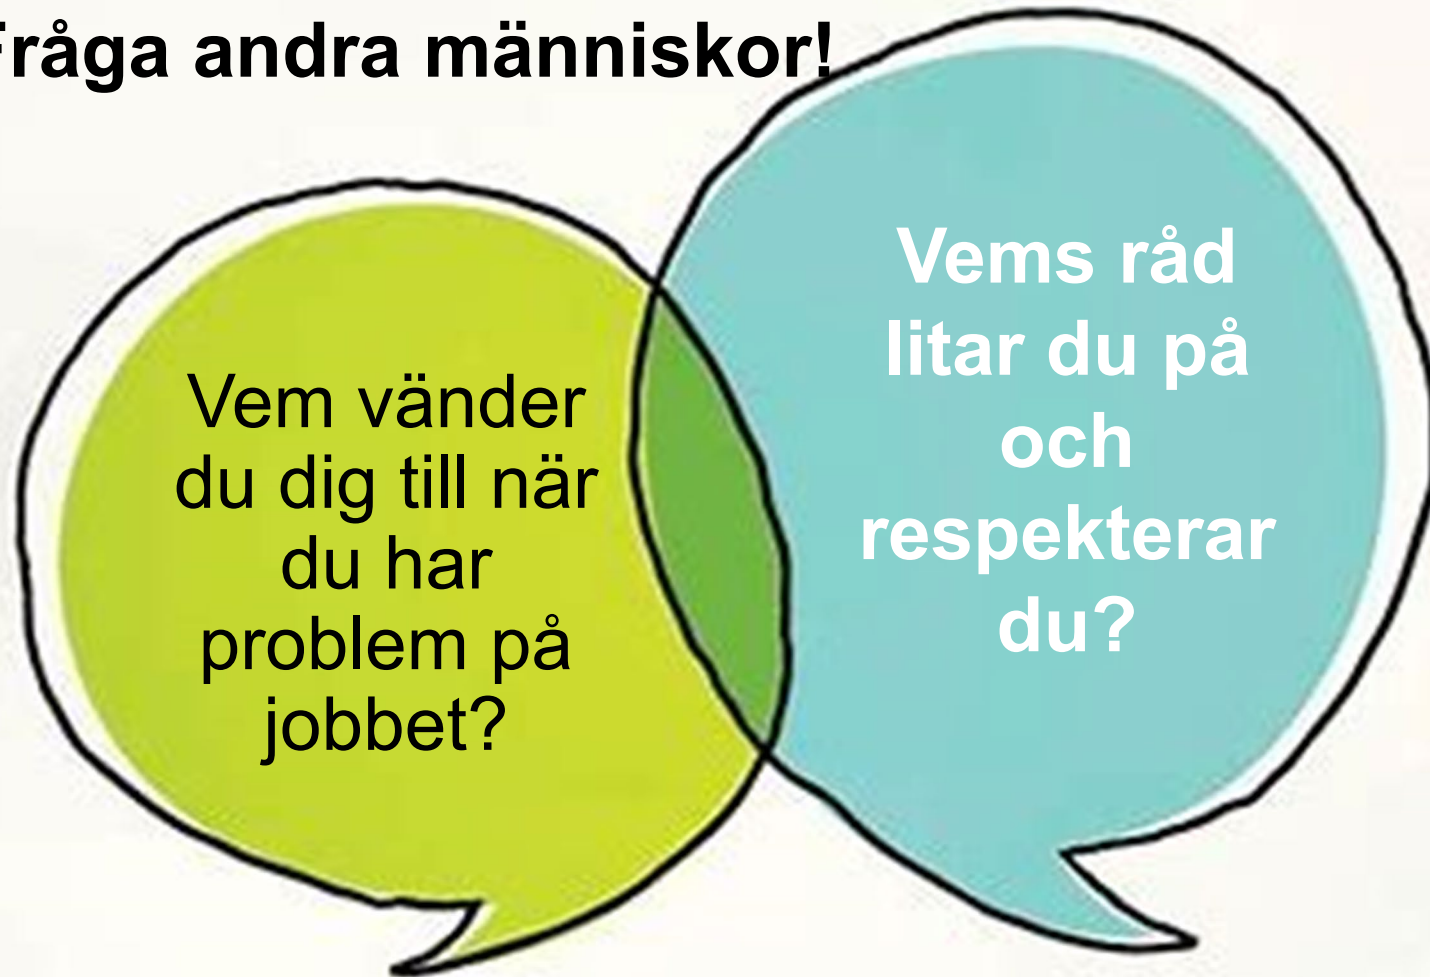 Fråga andra människor!
Vem vänder
du dig till när
du har
problem på
jobbet?
Vems råd
litar du på
och
respekterar
du?